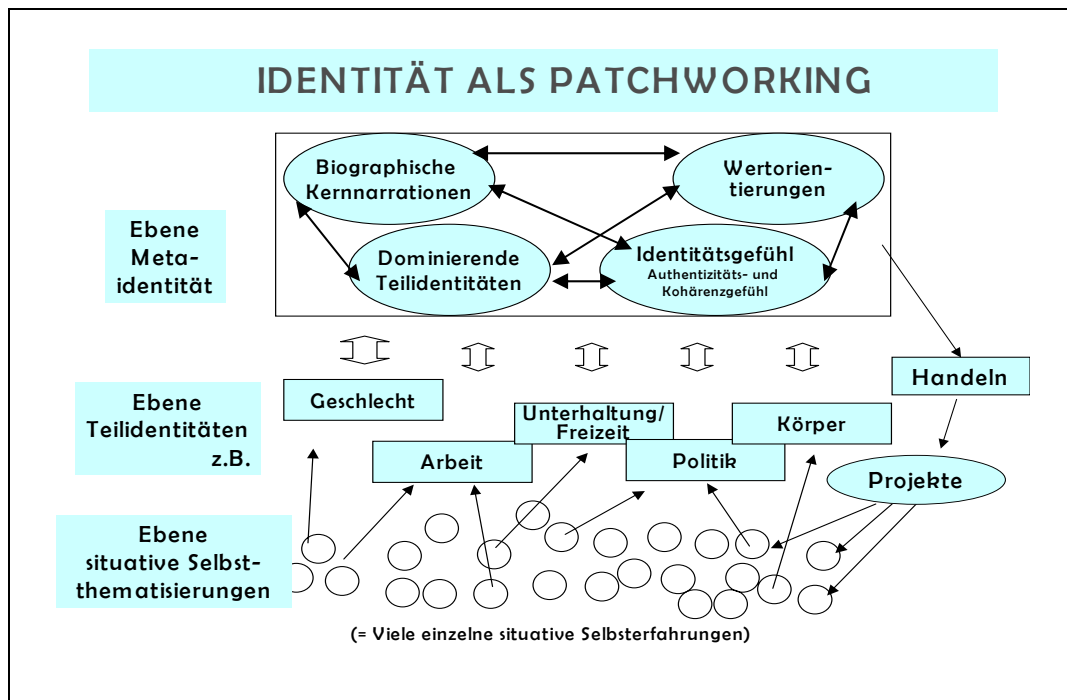 IDENTITÄT ALS PATCHWORKING
Biographische
Kernnarrationen
Wertorien-
tierungen
Ebene
Meta-
identität
Dominierende
Teilidentitäten
Identitätsgefühl
Authentizitäts- und
Kohärenzgefühl
Handeln
Ebene
Teilidentitäten
z.B.
Geschlecht
Arbeit
Unterhaltung/
Freizeit
Politik
Körper
Projekte
Ebene
situative Selbst-
thematisierungen
(= Viele einzelne situative Selbsterfahrungen)